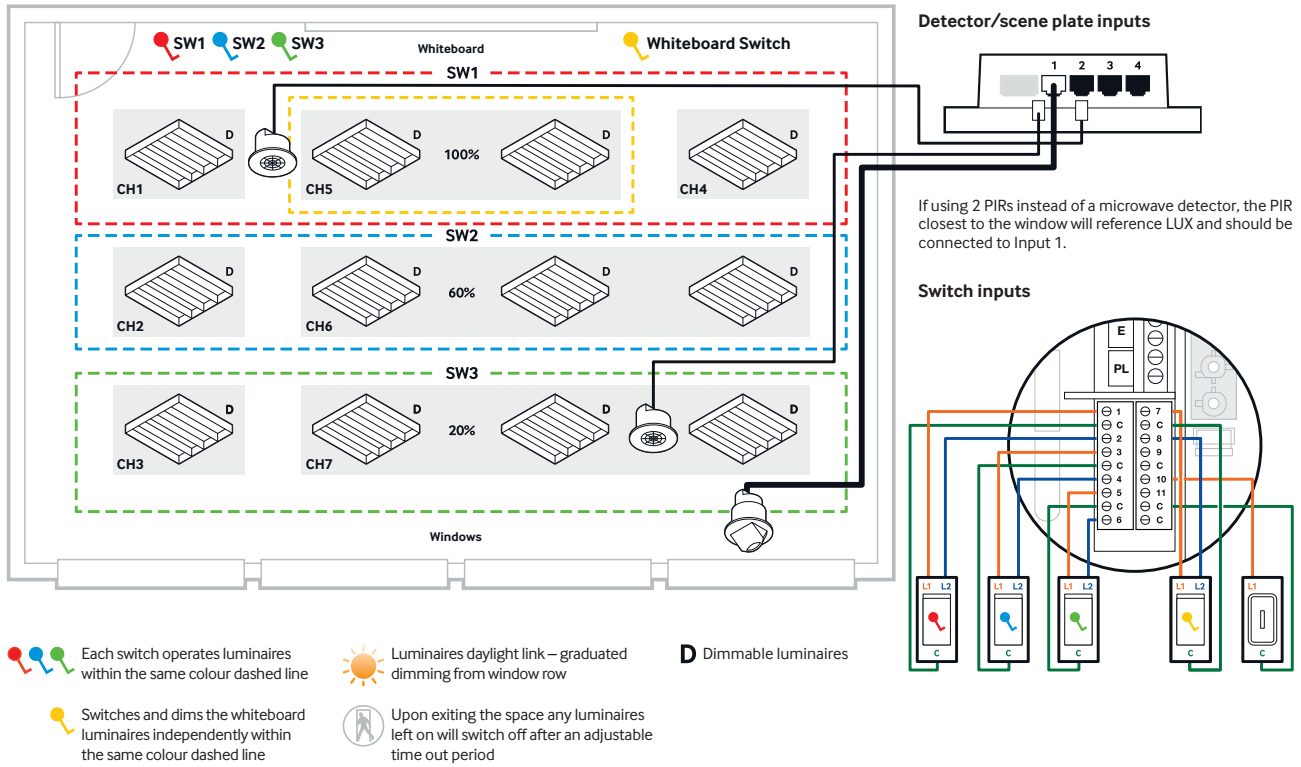 SW1
SW2
SW3
Whiteboard
Whiteboard Switch
SW1
D
D
D
D
100%
CH1
CH5
CH4
SW2
D
D
D
D
60%
CH2
CH6
SW3
D
D
D
D
20%
CH3
CH7
Windows
Detector/scene plate inputs
1
2
3
4
If using 2 PIRs instead of a microwave detector, the PIR
closest to the window will reference LUX and should be
connected to Input 1.
Switch inputs
E
PL
1
C
2
3
C
4
5
C
6
7
C
8
9
C
10
11
C
C
L1 L2
C
L1 L2
C
L1 L2
C
L1 L2
C
L1
C
Each switch operates luminaires
within the same colour dashed line
Switches and dims the whiteboard
luminaires independently within
the same colour dashed line
Luminaires daylight link – graduated
dimming from window row
Upon exiting the space any luminaires
left on will switch off after an adjustable
time out period
D Dimmable luminaires